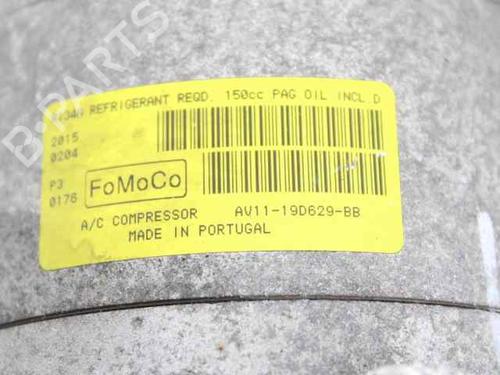 R134A REFRIGERANT REQD. 150cc PAG OIL INCL.D
2015
0204
P3
0176
FoMoCo
A/C COMPRESSOR AV11-19D629-BB
MADE IN PORTUGAL
B-PARTS